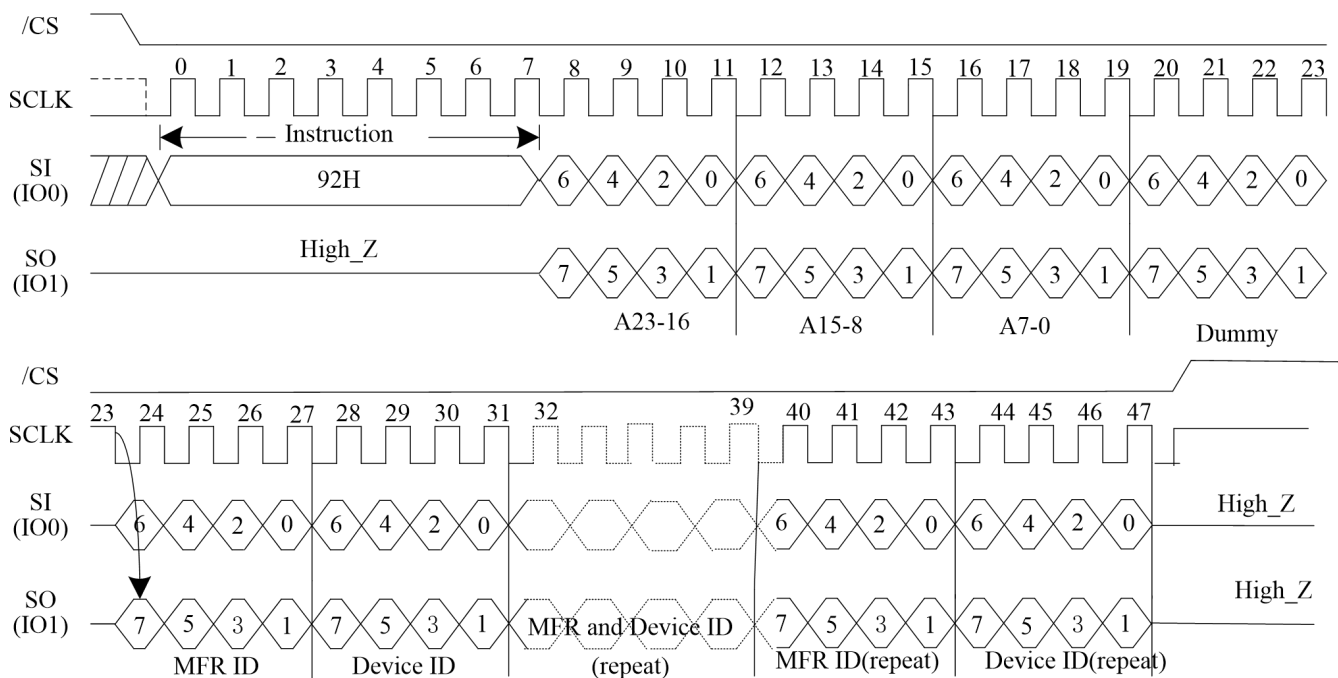 /CS
0 1 2 3 4 5 6 7 8 9 10 11 12 13 14 15 16 17 18 19 20 21 22 23
SCLK
Instruction
SI
(IO0)
92H
6 4 2 0 6 4 2 0 6 4 2 0 6 4 2 0
High_Z
SO
(IO1)
7 5 3 1 7 5 3 1 7 5 3 1 7 5 3 1
A23-16 A15-8 A7-0 Dummy
/CS
23 24 25 26 27 28 29 30 31 32 39 40 41 42 43 44 45 46 47
SCLK
SI
(IO0)
6 4 2 0 6 4 2 0 6 4 2 0 6 4 2 0
High_Z
SO
(IO1)
7 5 3 1 7 5 3 1 MFR and Device ID 7 5 3 1 7 5 3 1
High_Z
MFR ID Device ID (repeat) MFR ID(repeat) Device ID(repeat)